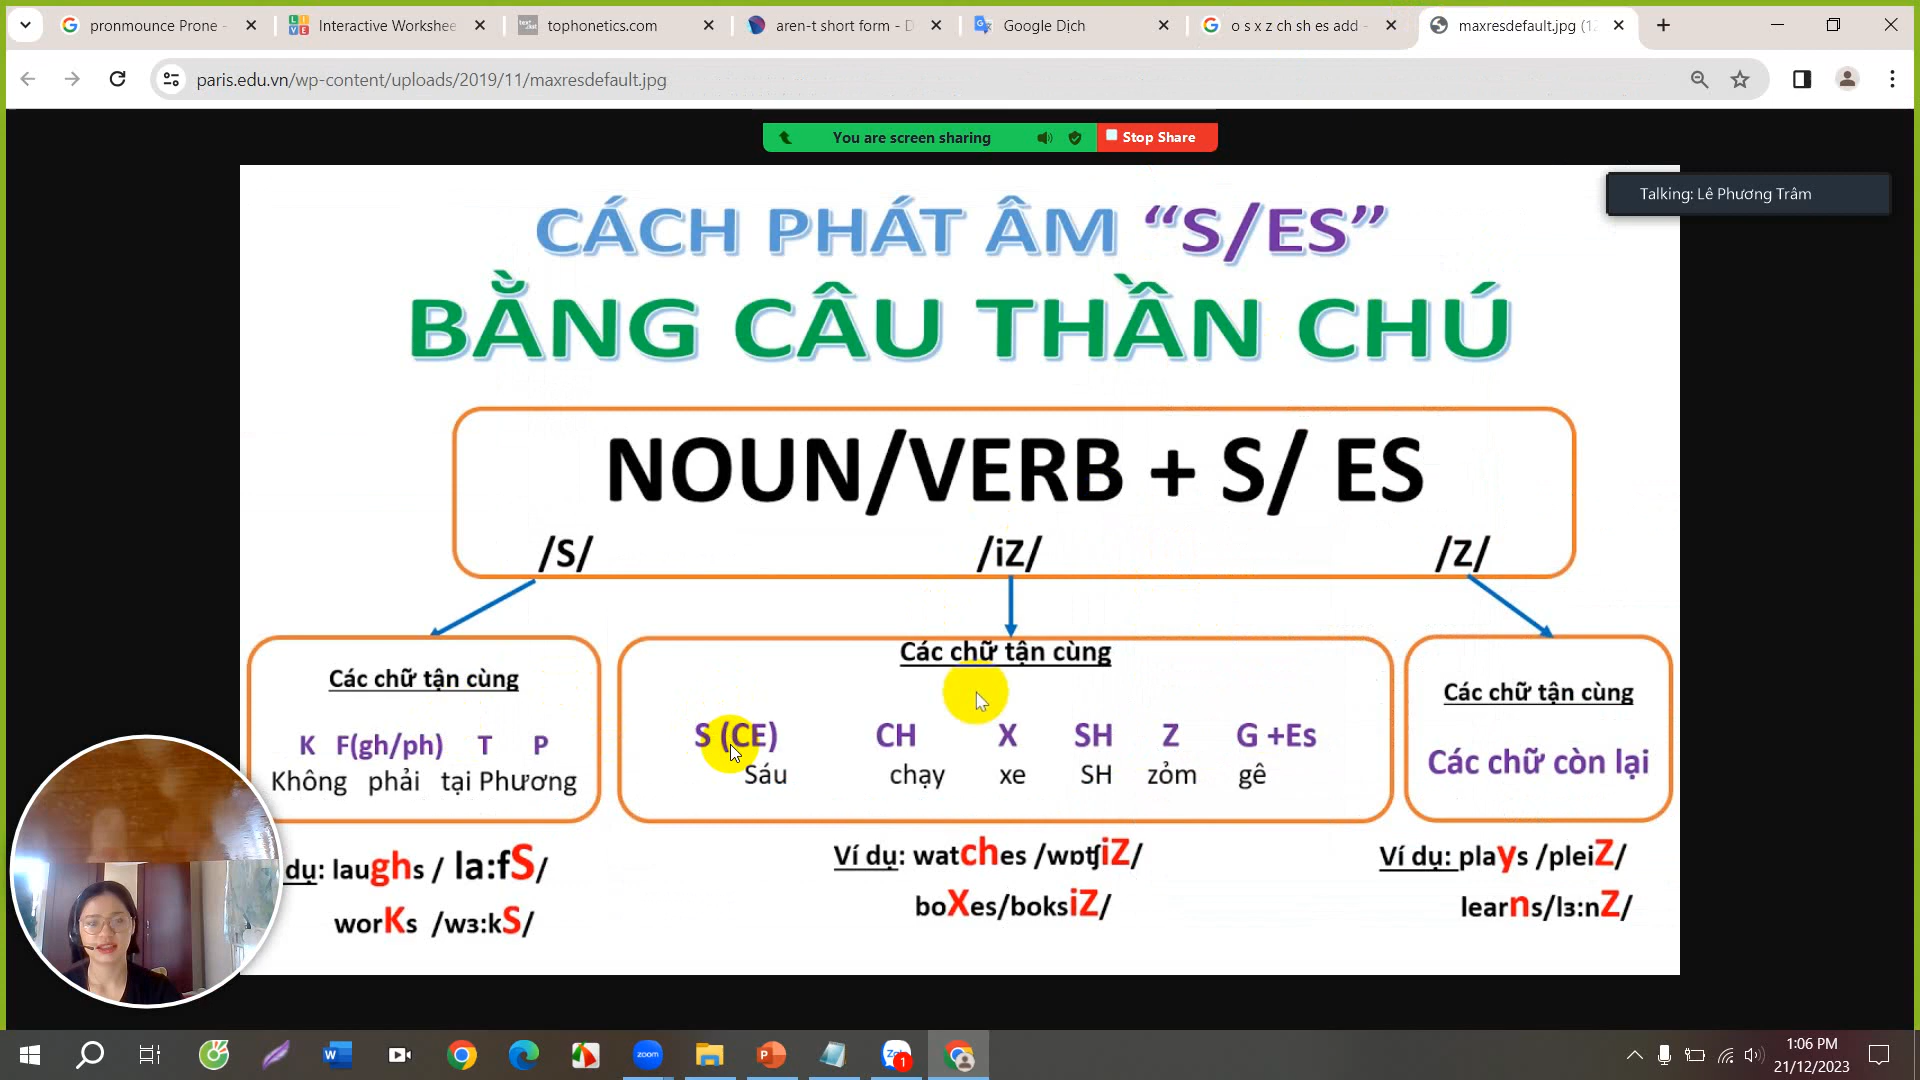 pronmounce Prone -
Interactive Workshee
tophonetics.com
aren-t short form - D
Google Dịch
o s x z ch sh es add -
maxresdefault.jpg (12
paris.edu.vn/wp-content/uploads/2019/11/maxresdefault.jpg
You are screen sharing
Stop Share
Talking: Lê Phương Trâm
CÁCH PHÁT ÂM “S/ES”
BẰNG CÂU THẦN CHÚ
NOUN/VERB + S/ ES
/S/ /iZ/ /Z/
Các chữ tận cùng
K F(gh/ph) T P
Không phải tại Phương
dụ: laughs / la:fS/
worKs /wɜ:kS/
Các chữ tận cùng
S (CE) CH X SH Z G +Es
Sáu chạy xe SH zỏm gê
Ví dụ: watches /wɒʧiZ/
boXes/boksiZ/
Các chữ tận cùng
Các chữ còn lại
Ví dụ: plays /pleiZ/
learns/lɜ:nZ/
zoom
1
1:06 PM
21/12/2023